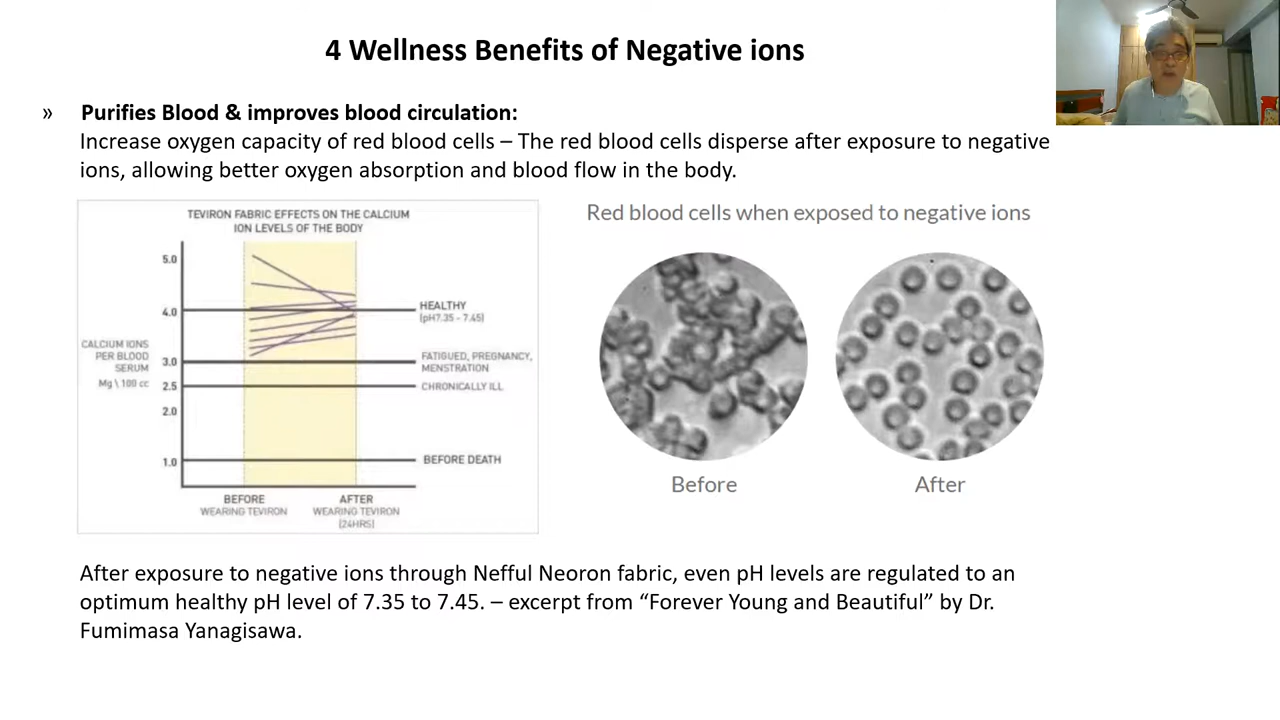 4 Wellness Benefits of Negative ions
» Purifies Blood & improves blood circulation:
Increase oxygen capacity of red blood cells – The red blood cells disperse after exposure to negative
ions, allowing better oxygen absorption and blood flow in the body.
TEVIRON FABRIC EFFECTS ON THE CALCIUM
ION LEVELS OF THE BODY
5.0
4.0
3.0
2.5
2.0
1.0
CALCIUM IONS
PER BLOOD
SERUM
Mg \ 100 cc
HEALTHY
(pH7.35 - 7.45)
FATIGUED, PREGNANCY,
MENSTRATION
CHRONICALLY ILL
BEFORE DEATH
BEFORE
WEARING TEVIRON
AFTER
WEARING TEVIRON
(24HRS)
Red blood cells when exposed to negative ions
Before
After
After exposure to negative ions through Nefful Neoron fabric, even pH levels are regulated to an
optimum healthy pH level of 7.35 to 7.45. – excerpt from “Forever Young and Beautiful” by Dr.
Fumimasa Yanagisawa.